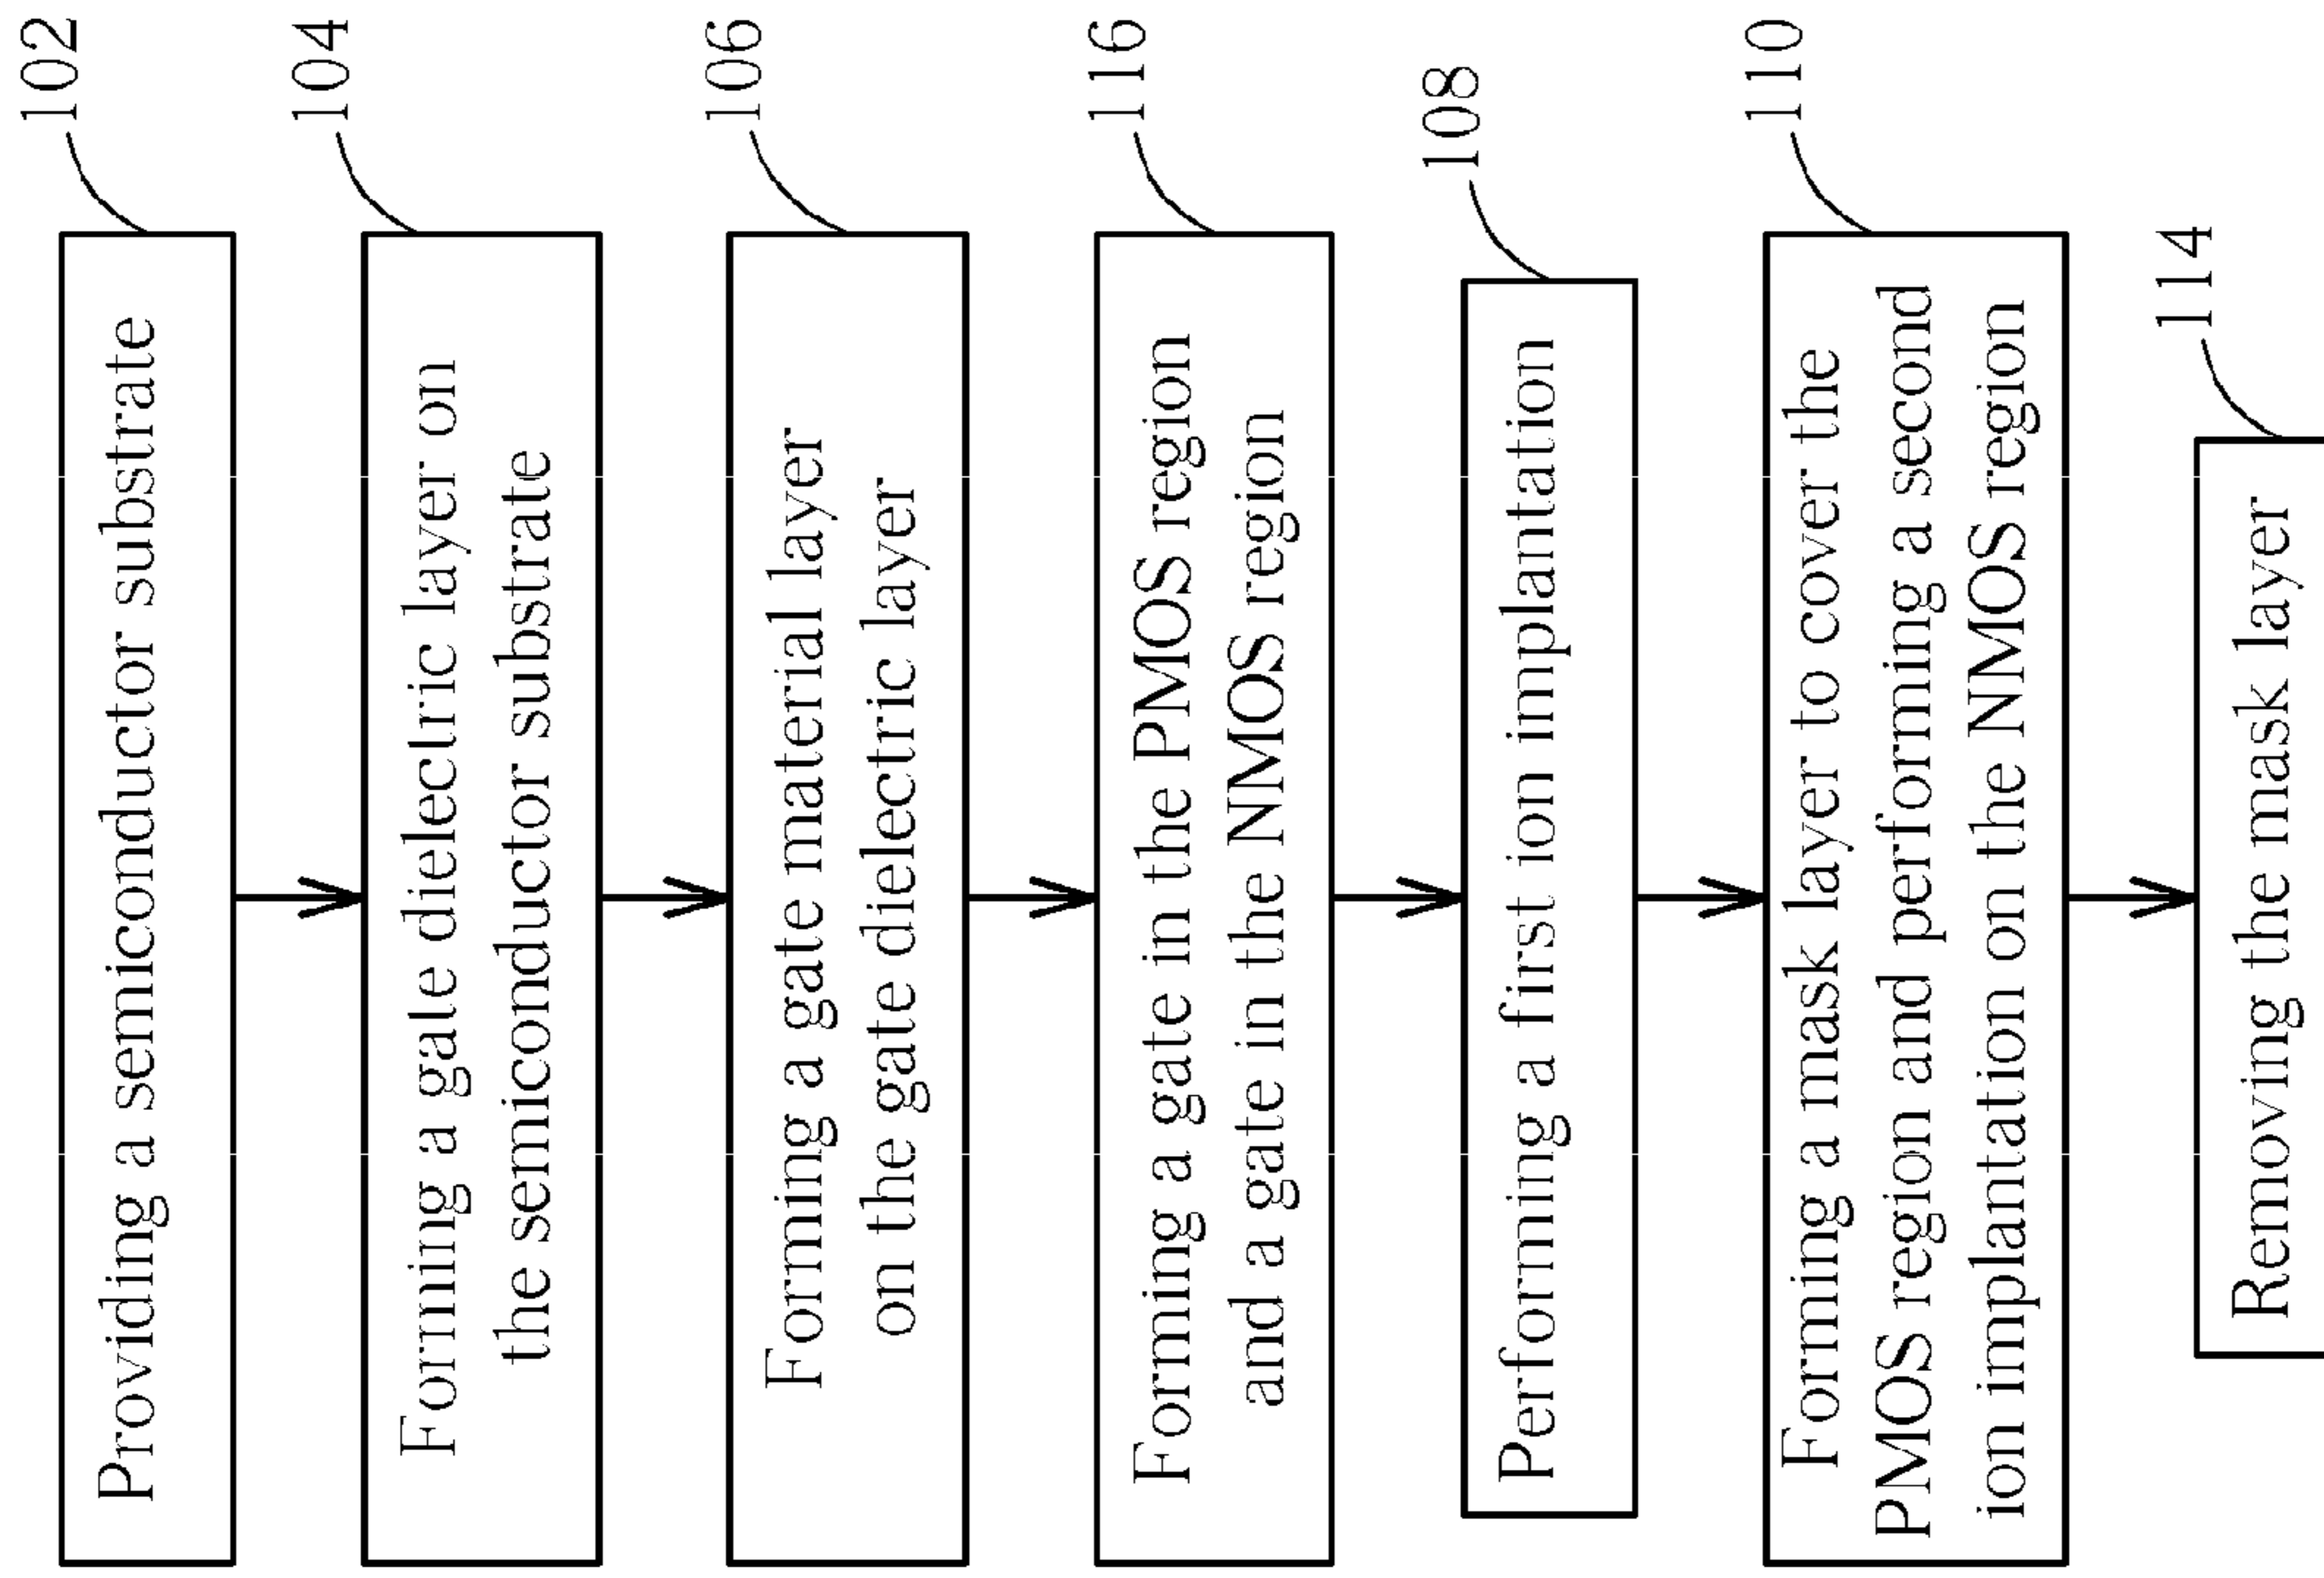 102
Providing a semiconductor substrate
104
Forming a gate dielectric layer on
the semiconductor substrate
106
Forming a gate material layer
on the gate dielectric layer
116
Forming a gate in the PMOS region
and a gate in the NMOS region
108
Performing a first ion implantation
110
Forming a mask layer to cover the
PMOS region and performing a second
ion implantation on the NMOS region
114
Removing the mask layer